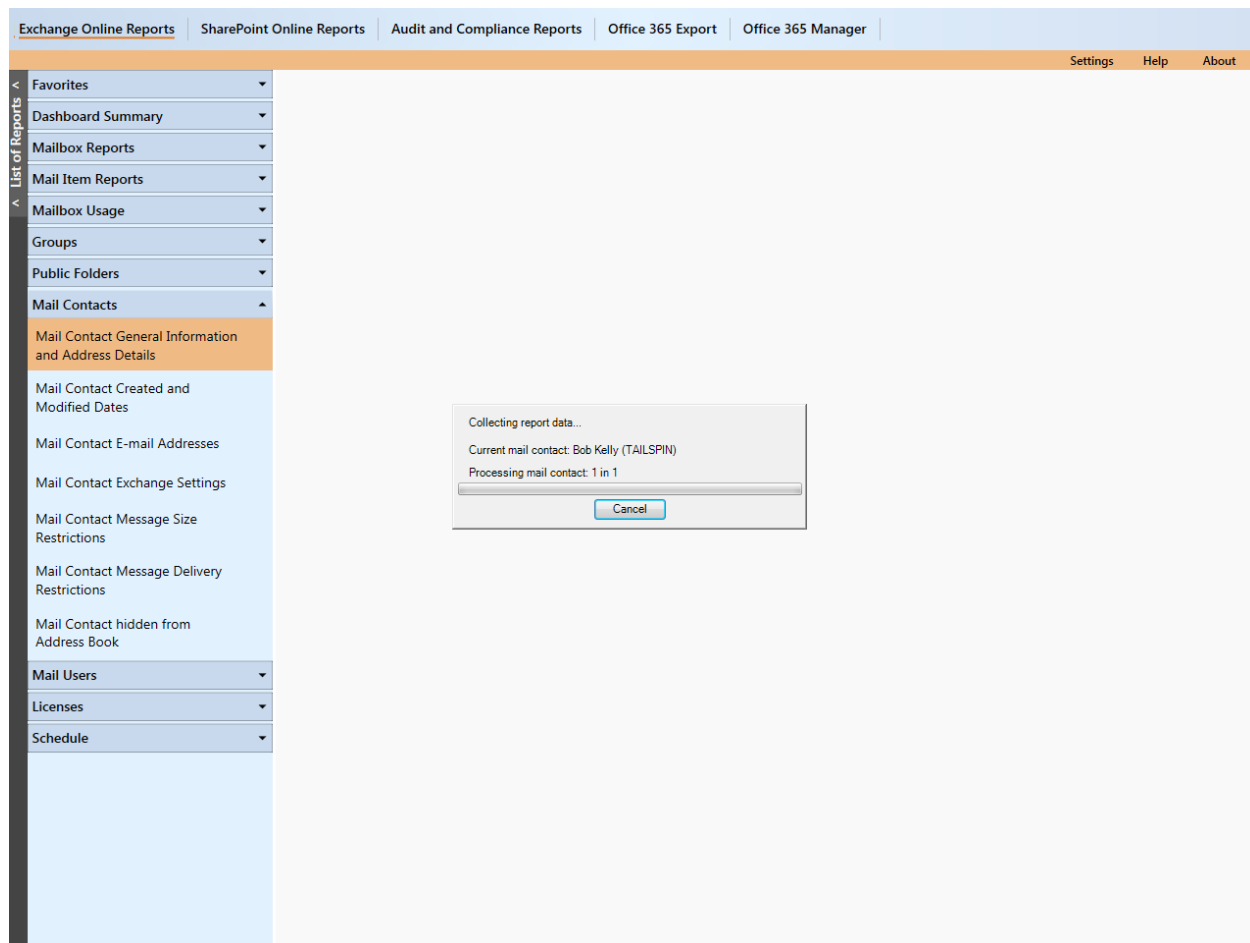 Exchange Online Reports SharePoint Online Reports Audit and Compliance Reports Office 365 Export Office 365 Manager
Settings Help About
< List of Reports <
Favorites
Dashboard Summary
Mailbox Reports
Mail Item Reports
Mailbox Usage
Groups
Public Folders
Mail Contacts
Mail Contact General Information
and Address Details
Mail Contact Created and
Modified Dates
Mail Contact E-mail Addresses
Mail Contact Exchange Settings
Mail Contact Message Size
Restrictions
Mail Contact Message Delivery
Restrictions
Mail Contact hidden from
Address Book
Mail Users
Licenses
Schedule
Collecting report data...
Current mail contact: Bob Kelly (TAILSPIN)
Processing mail contact: 1 in 1
Cancel